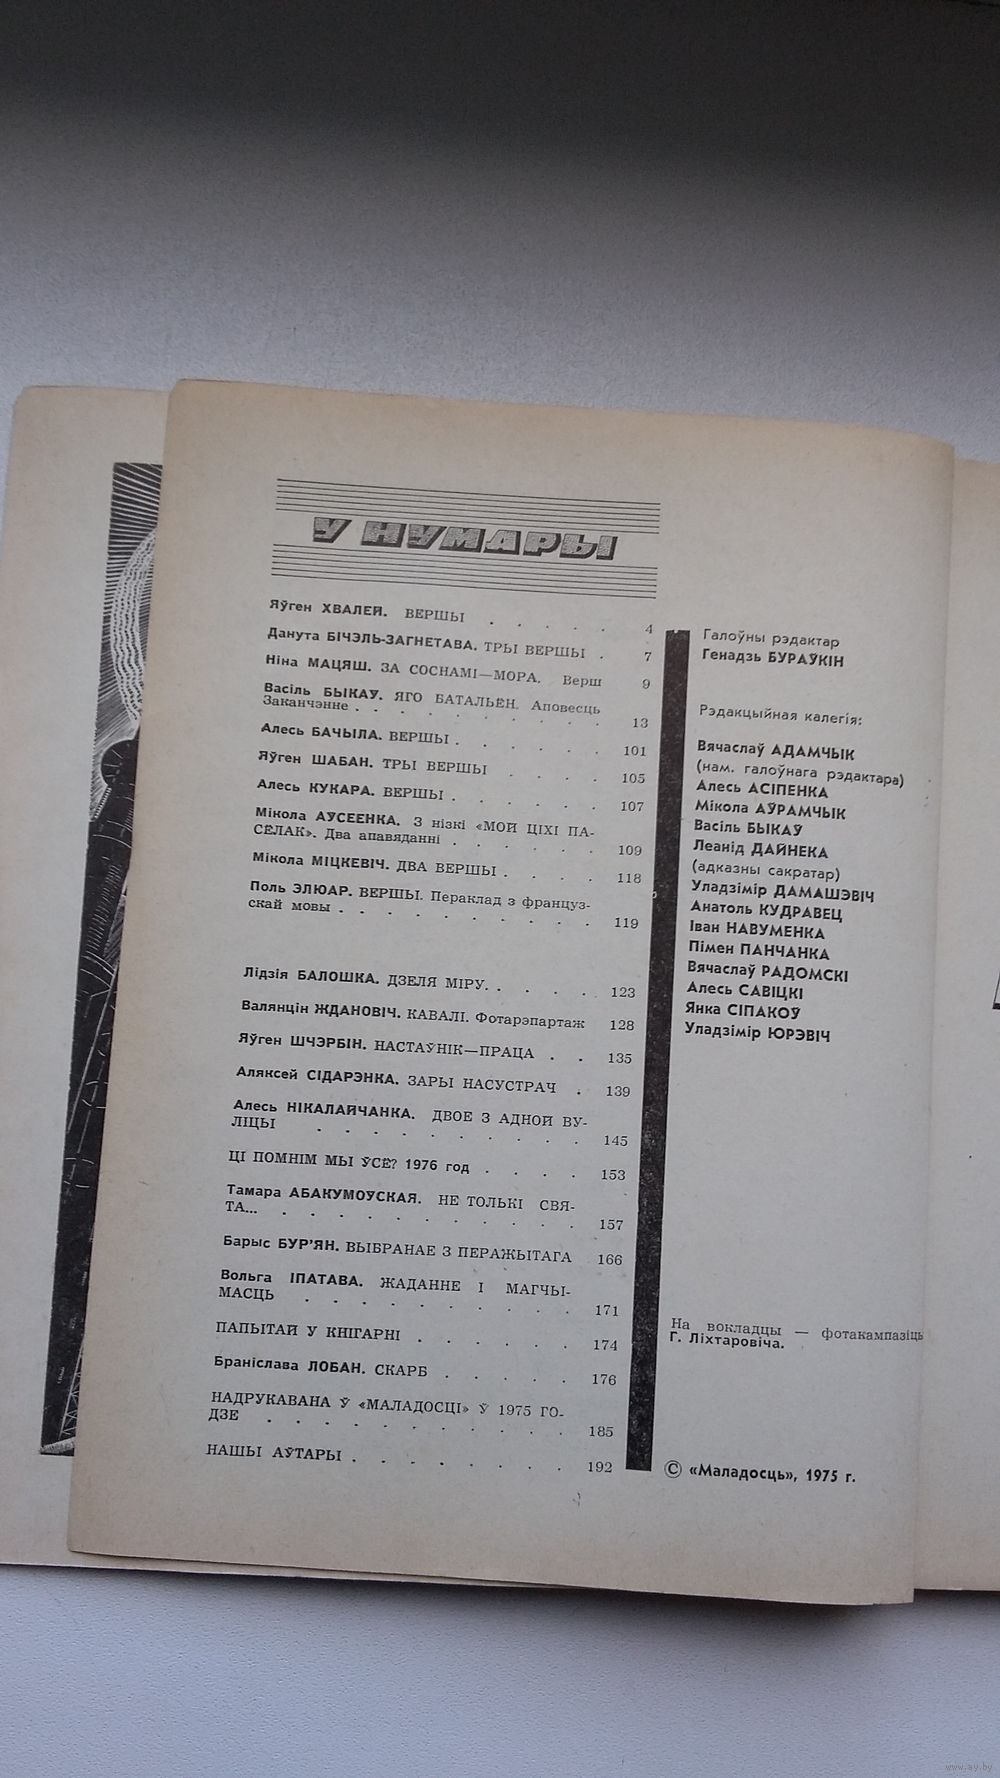 У НУМАРЫ
Яўген ХВАЛЕЙ. ВЕРШЫ . . . . . 4
Данута БІЧЭЛЬ-ЗАГНЕТАВА. ТРЫ ВЕРШЫ . 7
Ніна МАЦЯШ. ЗА СОСНАМІ—МОРА. Верш 9
Васіль БЫКАЎ. ЯГО БАТАЛЬЁН. Аповесць
Заканчэнне . . . . . . . . . 13
Алесь БАЧЫЛА. ВЕРШЫ . . . . . . 101
Яўген ШАБАН. ТРЫ ВЕРШЫ . . . . 105
Алесь КУКАРА. ВЕРШЫ . . . . . . 107
Мікола АЎСЕЕНКА. З нізкі «МОЙ ЦІХІ ПА-
СЁЛАК». Два апавяданні . . . . . . 109
Мікола МІЦКЕВІЧ. ДВА ВЕРШЫ . . . . 118
Поль ЭЛЮАР. ВЕРШЫ. Пераклад з француз-
скай мовы . . . . . . . . . 119
Лідзія БАЛОШКА. ДЗЕЛЯ МІРУ. . . . . 123
Валянцін ЖДАНОВІЧ. КАВАЛІ. Фотарэпартаж 128
Яўген ШЧЭРБІН. НАСТАЎНІК—ПРАЦА . . 135
Аляксей СІДАРЭНКА. ЗАРЫ НАСУСТРАЧ . 139
Алесь НІКАЛАЙЧАНКА. ДВОЕ З АДНОЙ ВУ-
ЛІЦЫ . . . . . . . . . 145
ЦІ ПОМНІМ МЫ ЎСЁ? 1976 год . . . . 153
Тамара АБАКУМОЎСКАЯ. НЕ ТОЛЬКІ СВЯ-
ТА... . . . . . . . . . . . 157
Барыс БУР'ЯН. ВЫБРАНАЕ З ПЕРАЖЫТАГА 166
Вольга ІПАТАВА. ЖАДАННЕ І МАГЧЫ-
МАСЦЬ . . . . . . . . . . 171
ПАПЫТАЙ У КНІГАРНІ . . . . . . 174
Браніслава ЛОБАН. СКАРБ . . . . . 176
НАДРУКАВАНА Ў «МАЛАДОСЦІ» Ў 1975 ГО-
ДЗЕ . . . . . . . . . . . 185
НАШЫ АЎТАРЫ . . . . . . . . 192
Галоўны рэдактар
Генадзь БУРАЎКІН
Рэдакцыйная калегія:
Вячаслаў АДАМЧЫК
(нам. галоўнага рэдактара)
Алесь АСІПЕНКА
Мікола АЎРАМЧЫК
Васіль БЫКАЎ
Леанід ДАЙНЕКА
(адказны сакратар)
Уладзімір ДАМАШЭВІЧ
Анатоль КУДРАВЕЦ
Іван НАВУМЕНКА
Пімен ПАНЧАНКА
Вячаслаў РАДОМСКІ
Алесь САВІЦКІ
Янка СІПАКОЎ
Уладзімір ЮРЭВІЧ
На вокладцы — фотакампазіць
Г. Ліхтаровіча.
© «Маладосць», 1975 г.
www.ay.by